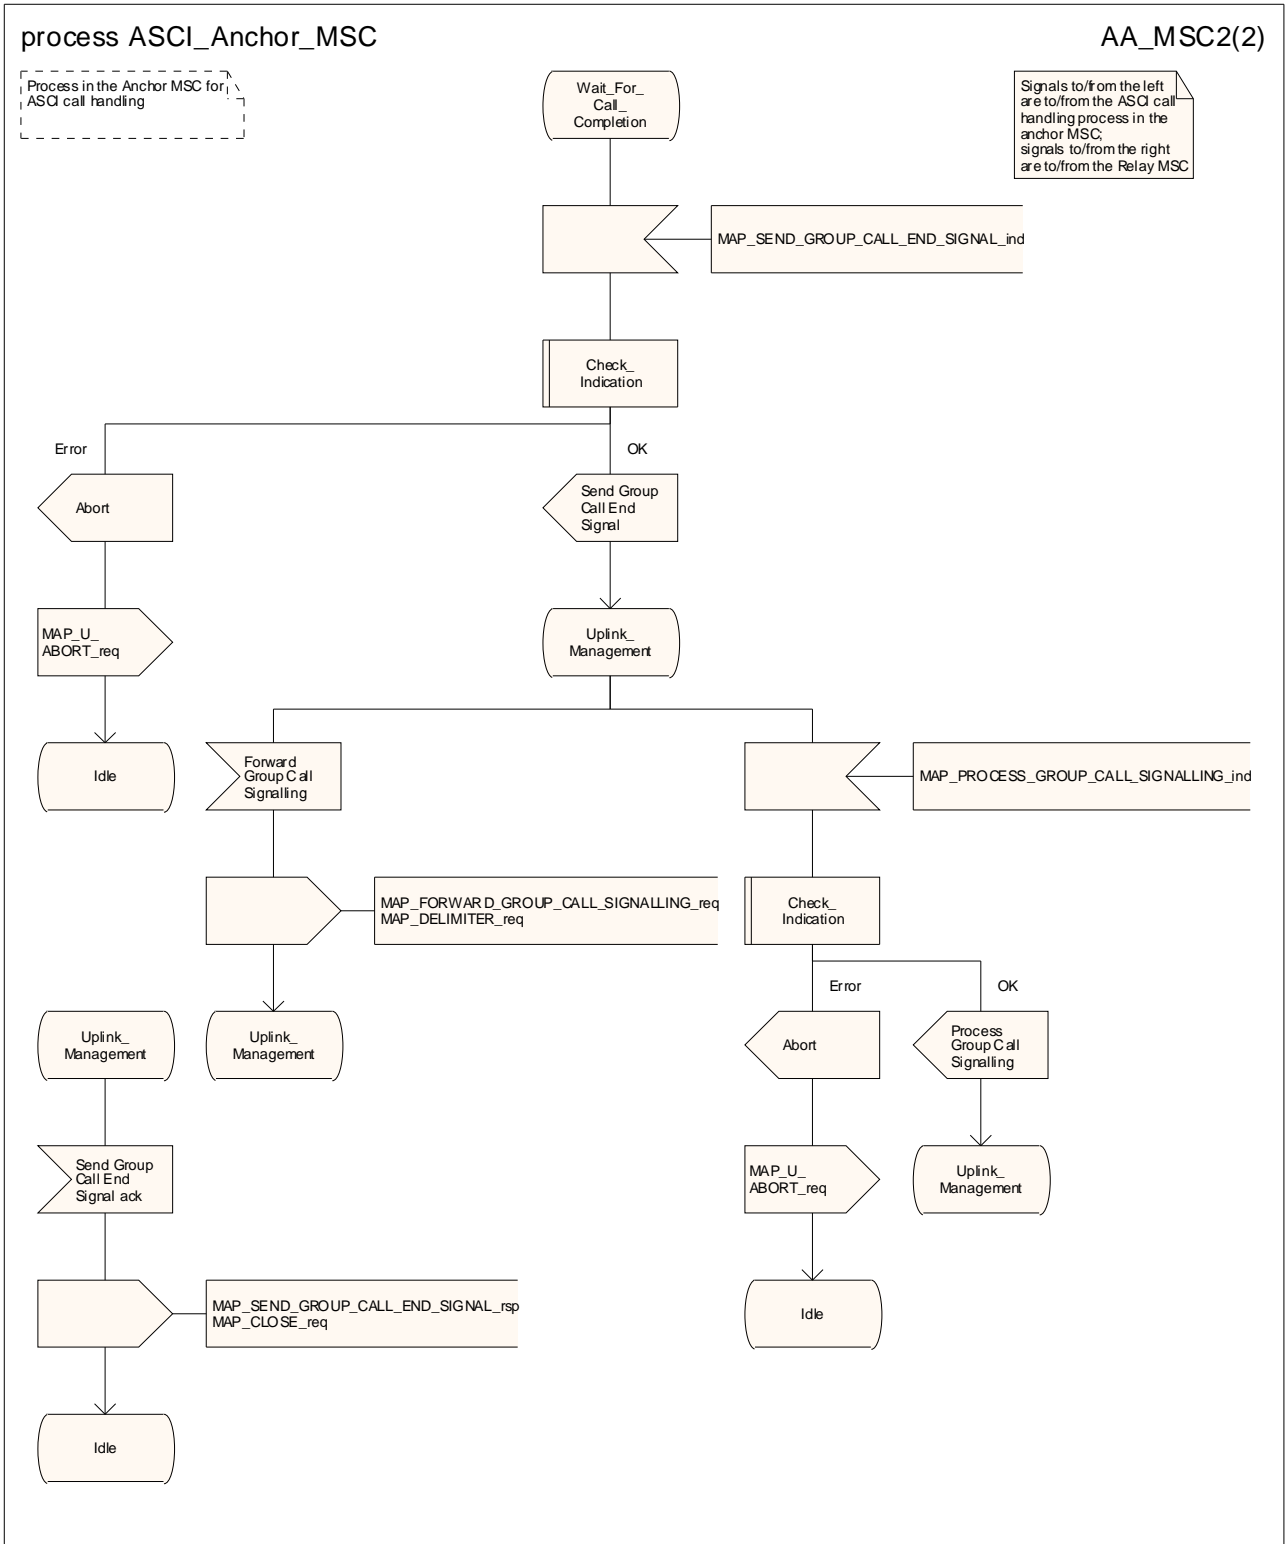 process ASCI_Anchor_MSC
AA_MSC2(2)
Process in the Anchor MSC for
ASCI call handling
Wait_For_
Call_
Completion
Signals to/from the left
are to/from the ASCI call
handling process in the
anchor MSC;
signals to/from the right
are to/from the Relay MSC
MAP_SEND_GROUP_CALL_END_SIGNAL_ind
Check_
Indication
Error
OK
Abort
Send Group
Call End
Signal
MAP_U_
ABORT_req
Uplink_
Management
Idle
Forward
Group Call
Signalling
MAP_PROCESS_GROUP_CALL_SIGNALLING_ind
MAP_FORWARD_GROUP_CALL_SIGNALLING_req
MAP_DELIMITER_req
Check_
Indication
Error
OK
Uplink_
Management
Uplink_
Management
Abort
Process
Group Call
Signalling
Send Group
Call End
Signal ack
MAP_U_
ABORT_req
Uplink_
Management
MAP_SEND_GROUP_CALL_END_SIGNAL_rsp
MAP_CLOSE_req
Idle
Idle